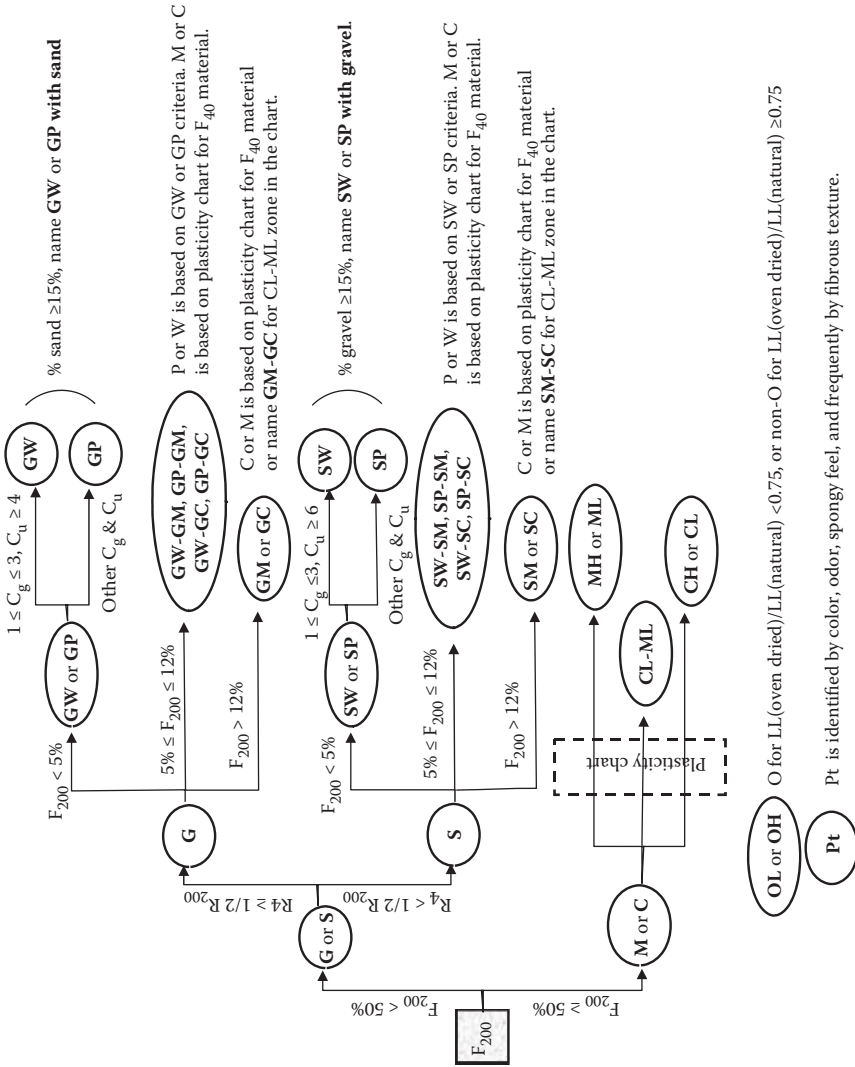 F200
F200 < 50%
F200 ≥ 50%
G or S
R4 ≥ 1/2 R200
R4 < 1/2 R200
G
F200 < 5%
5% ≤ F200 ≤ 12%
F200 > 12%
GW or GP
1 ≤ Cg ≤ 3, Cu ≥ 4
Other Cg & Cu
GW
GP
% sand ≥15%, name GW or GP with sand
GW-GM, GP-GM,
GW-GC, GP-GC
P or W is based on GW or GP criteria. M or C
is based on plasticity chart for F40 material.
GM or GC
C or M is based on plasticity chart for F40 material
or name GM-GC for CL-ML zone in the chart.
S
F200 < 5%
5% ≤ F200 ≤ 12%
F200 > 12%
SW or SP
1 ≤ Cg ≤3, Cu ≥ 6
Other Cg & Cu
SW
SP
% gravel ≥15%, name SW or SP with gravel.
SW-SM, SP-SM,
SW-SC, SP-SC
P or W is based on SW or SP criteria. M or C
is based on plasticity chart for F40 material.
SM or SC
C or M is based on plasticity chart for F40 material
or name SM-SC for CL-ML zone in the chart.
M or C
Plasticity chart
MH or ML
CL-ML
CH or CL
OL or OH
O for LL(oven dried)/LL(natural) <0.75, or non-O for LL(oven dried)/LL(natural) ≥0.75
Pt
Pt is identified by color, odor, spongy feel, and frequently by fibrous texture.